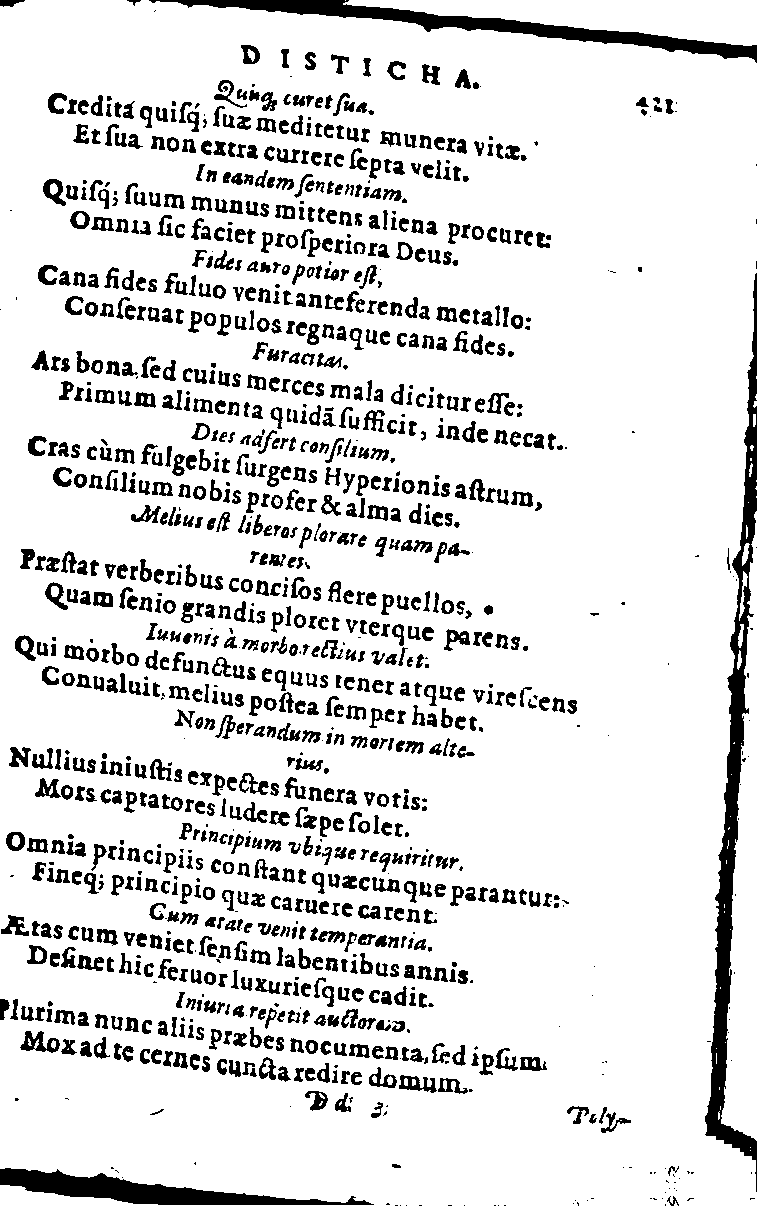 DISTICHA. 421
Quisq; curet sua.
Creditá quisq́; suæ meditetur munera vitæ.
Et sua non extra currere septa velit.
In eandem sententiam.
Quisq́; suum munus mittens aliena procuret:
Omnia sic faciet prosperiora Deus.
Fides auro potior est,
Cana fides fuluo venit anteferenda metallo:
Conseruat populos regnaque cana fides.
Furacitas.
Ars bona, sed cuius merces mala dicitur esse:
Primum alimenta quidã sufficit, inde necat.
Dies adfert consilium.
Cras cùm fulgebit surgens Hyperionis astrum,
Consilium nobis profer & alma dies.
Melius est liberos plorare quam pa-
rentes.
Præstat verberibus concisos flere puellos,
Quam senio grandis ploret vterque parens.
Iuuenis à morbo rectius valet.
Qui morbo defunctus equus tener atque virescens
Conualuit, melius postea semper habet.
Non sperandum in mortem alte-
rius.
Nullius iniustis expectes funera votis:
Mors captatores ludere sæpe solet.
Principium vbique requiritur.
Omnia principiis constant quæcunque parantur:
Fineq́; principio quæ caruere carent.
Cum ætate venit temperantia.
Ætas cum veniet sensim labentibus annis.
Desinet hic feruor luxuriesque cadit.
Iniuria repetit auctorem.
Plurima nunc aliis præbes nocumenta, sed ipsum
Mox ad te cernes cuncta redire domum.
Dd 3 Poly-